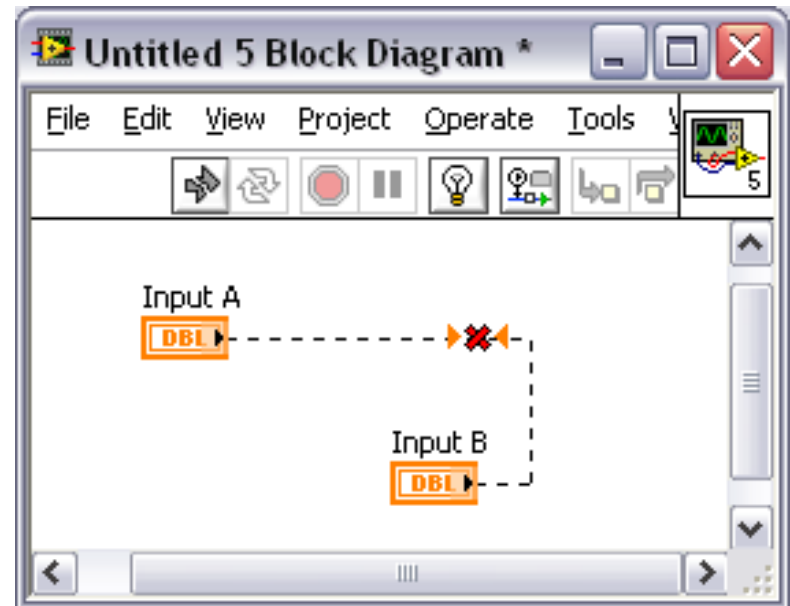 Untitled 5 Block Diagram *
File Edit View Project Operate Tools
5
Input A
DBL
Input B
DBL